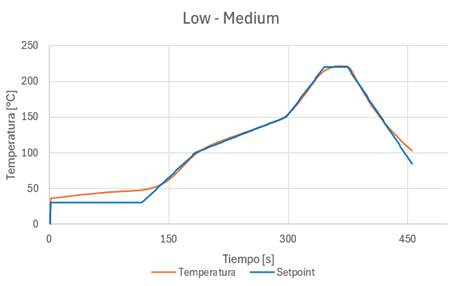 Low - Medium
250
200
150
100
50
0
Temperatura [°C]
0 150 300 450
Tiempo [s]
Temperatura Setpoint